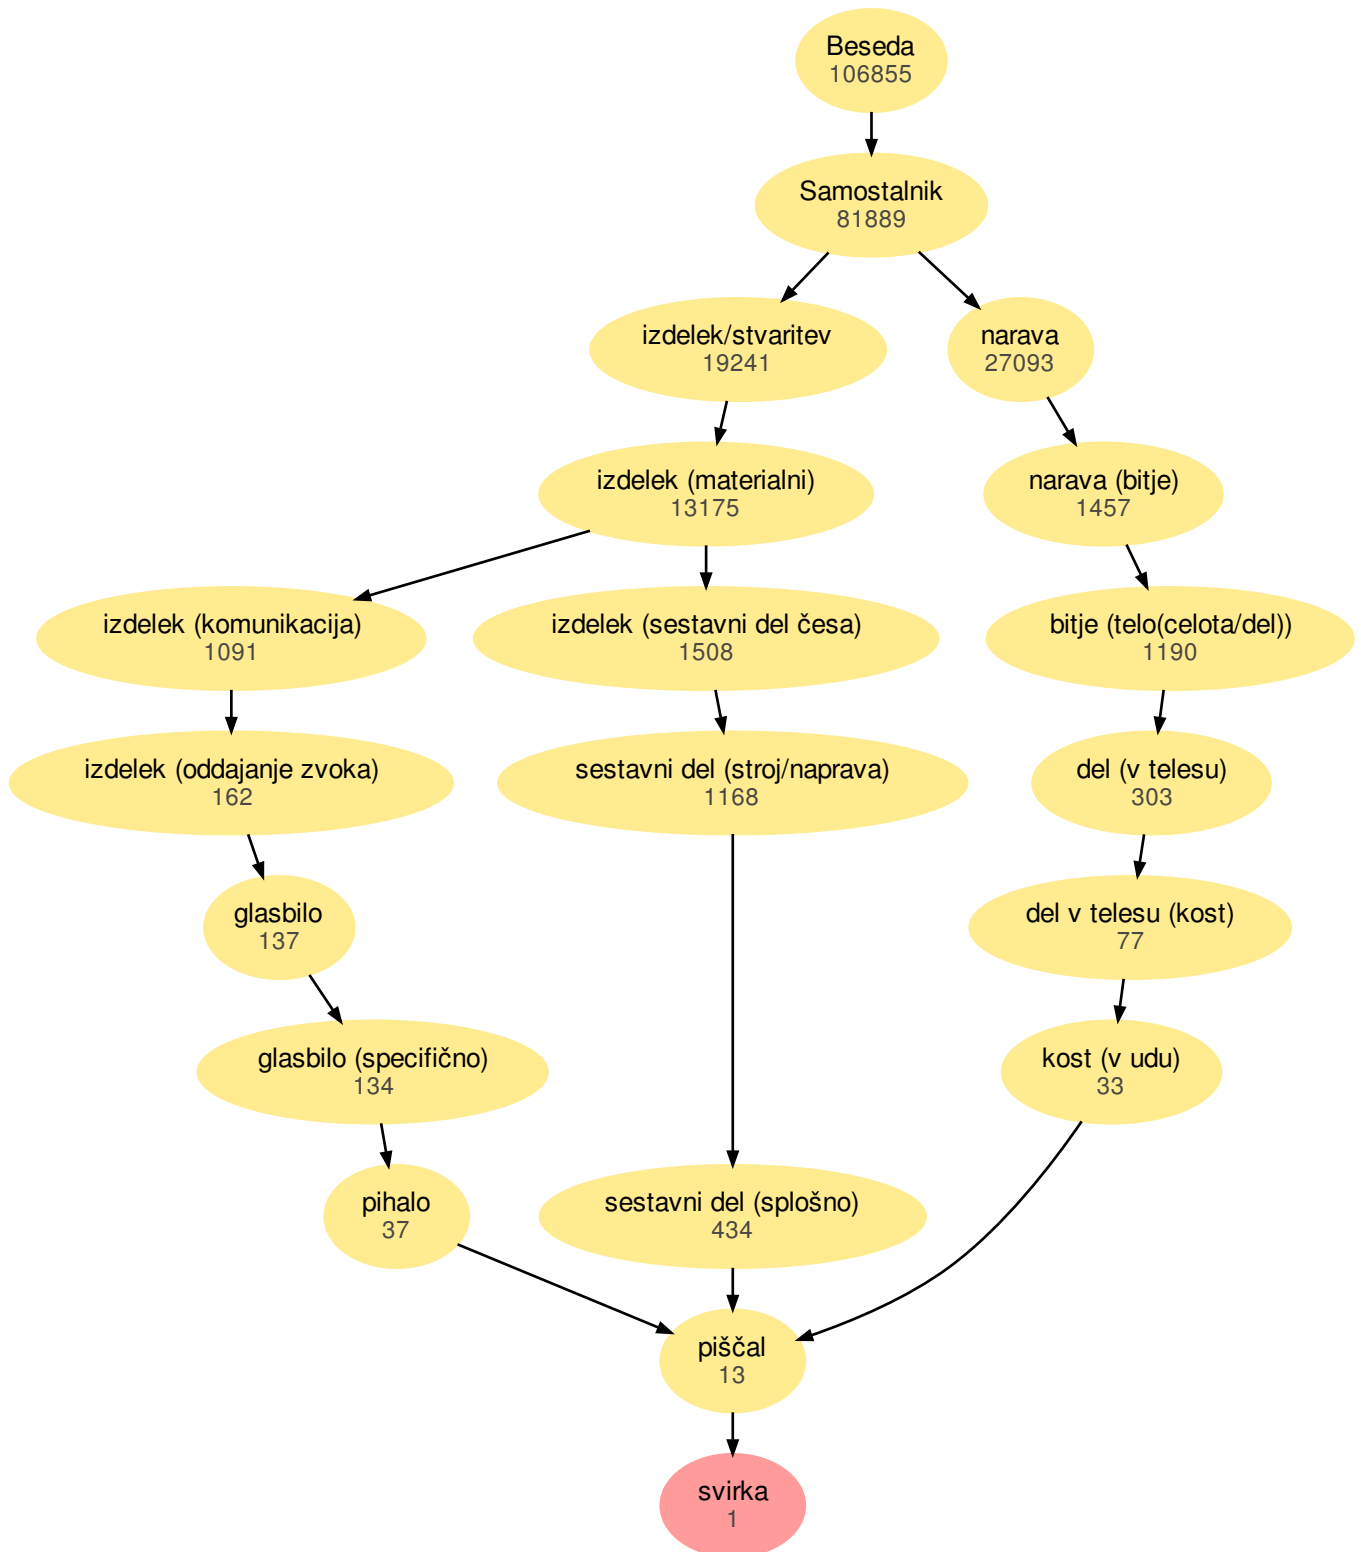 Beseda
106855
Samostalnik
81889
izdelek/stvaritev
19241
narava
27093
izdelek (materialni)
13175
narava (bitje)
1457
izdelek (komunikacija)
1091
izdelek (sestavni del česa)
1508
bitje (telo(celota/del))
1190
izdelek (oddajanje zvoka)
162
sestavni del (stroj/naprava)
1168
del (v telesu)
303
glasbilo
137
del v telesu (kost)
77
glasbilo (specifično)
134
kost (v udu)
33
pihalo
37
sestavni del (splošno)
434
piščal
13
svirka
1